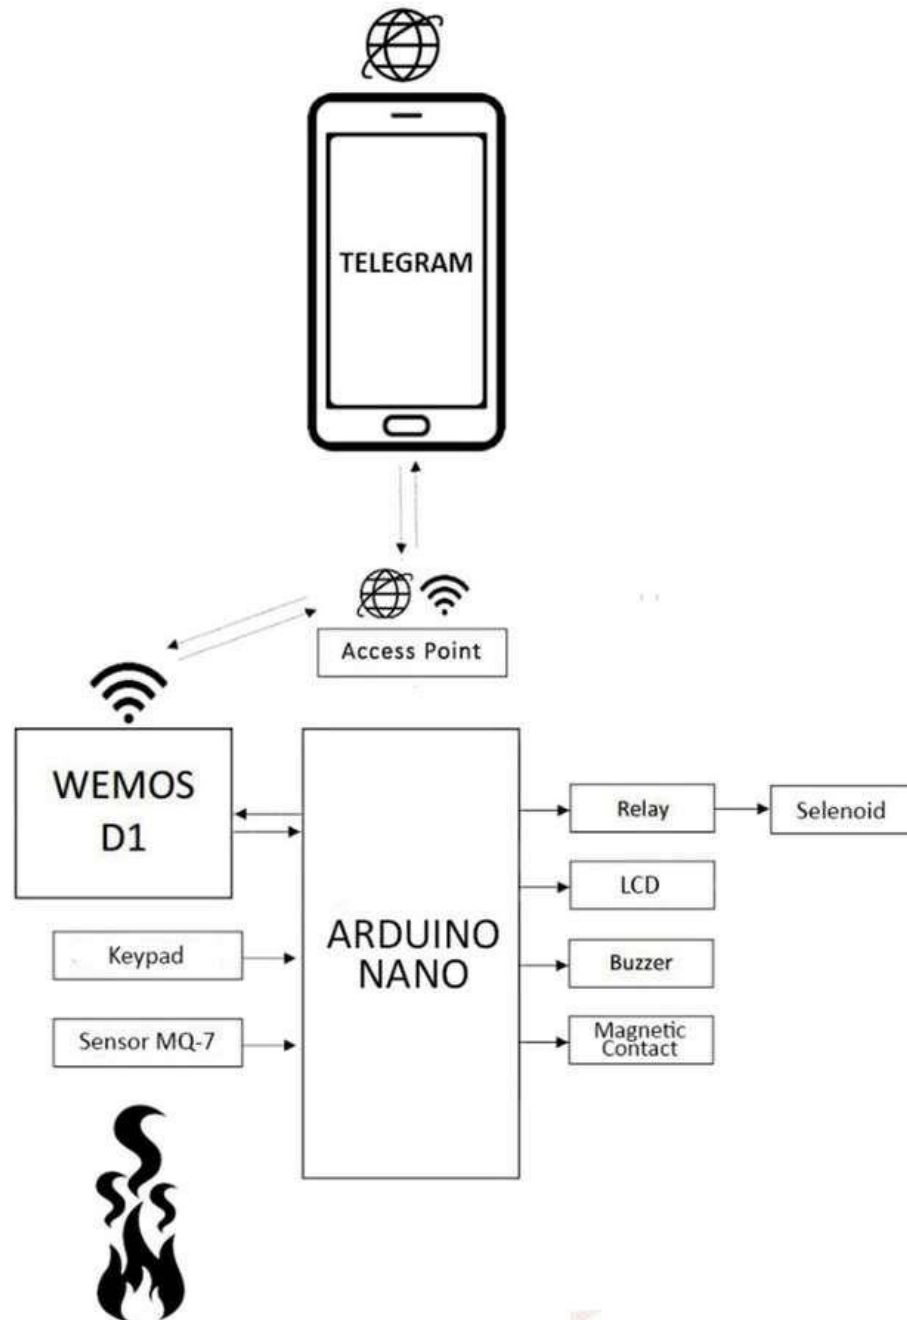 TELEGRAM
Access Point
WEMOS
D1
Keypad
Sensor MQ-7
ARDUINO
NANO
Relay
Selenoid
LCD
Buzzer
Magnetic
Contact